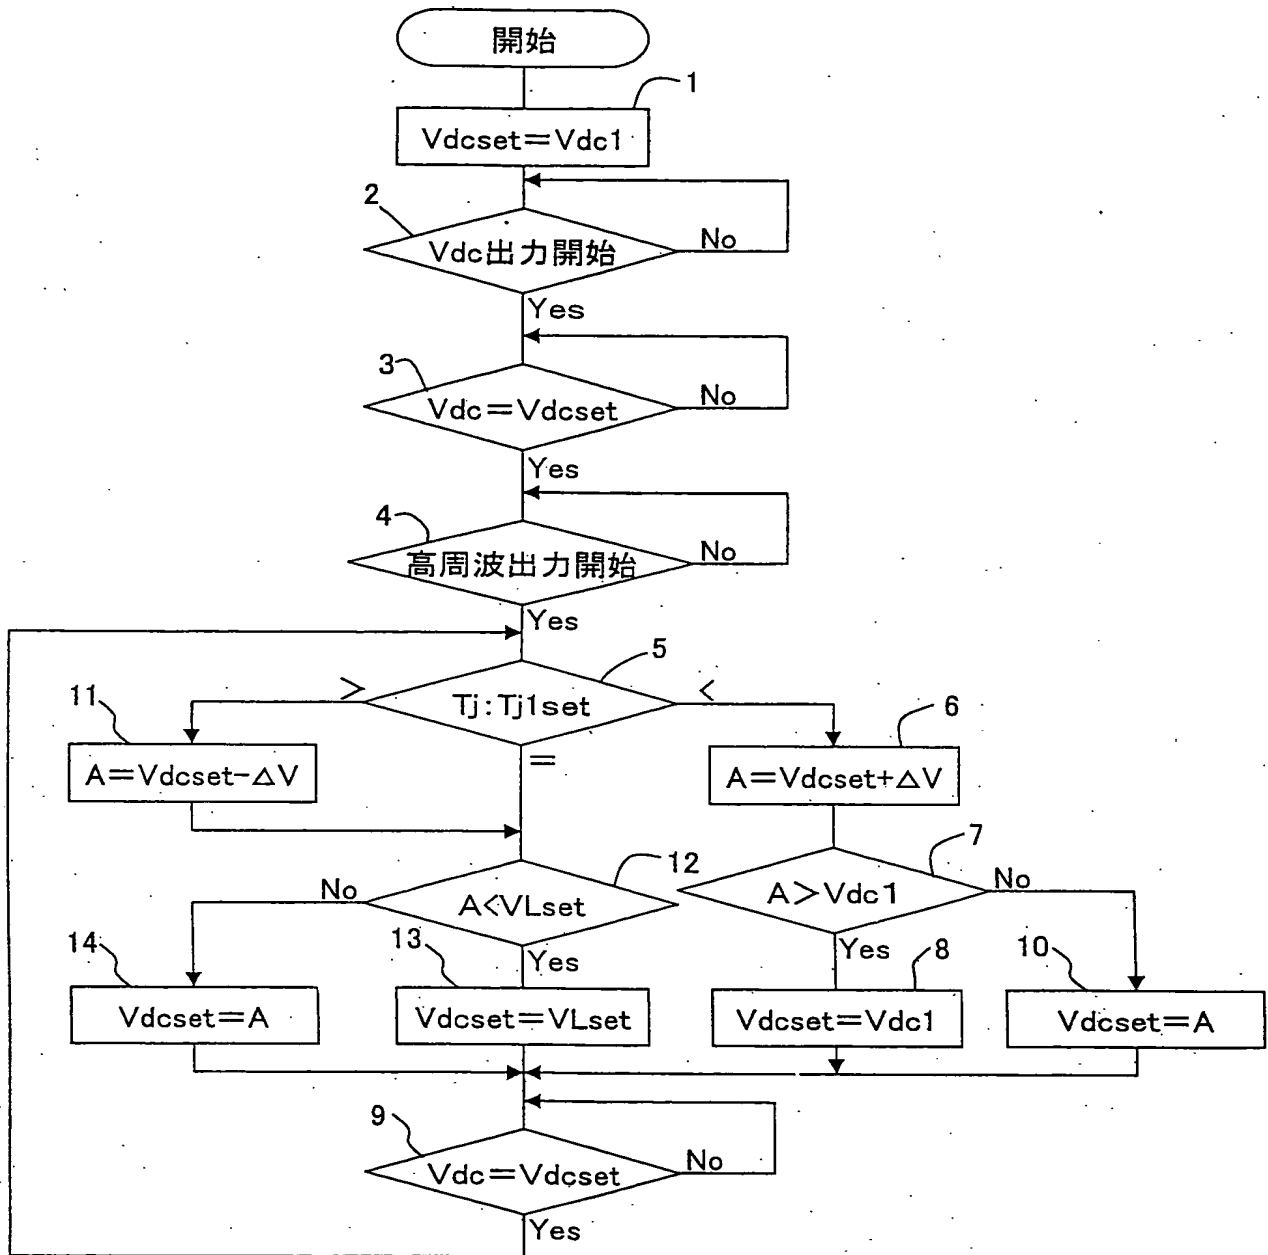 開始
1
Vdcset=Vdc1
2
Vdc出力開始
No
Yes
3
Vdc=Vdcset
No
Yes
4
高周波出力開始
No
Yes
5
>
Tj:Tj1set
<
=
11
A=Vdcset-△V
6
A=Vdcset+△V
12
A<VLset
No
Yes
7
A>Vdc1
No
Yes
14
Vdcset=A
13
Vdcset=VLset
8
Vdcset=Vdc1
10
Vdcset=A
9
Vdc=Vdcset
No
Yes